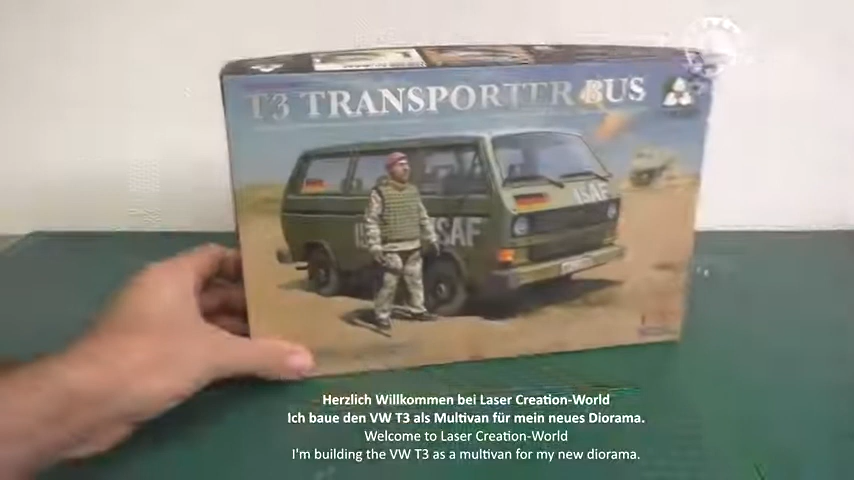 T3 TRANSPORTER BUS
ISAF
ISAF
Herzlich Willkommen bei Laser Creation-World
Ich baue den VW T3 als Multivan für mein neues Diorama.
Welcome to Laser Creation-World
I'm building the VW T3 as a multivan for my new diorama.